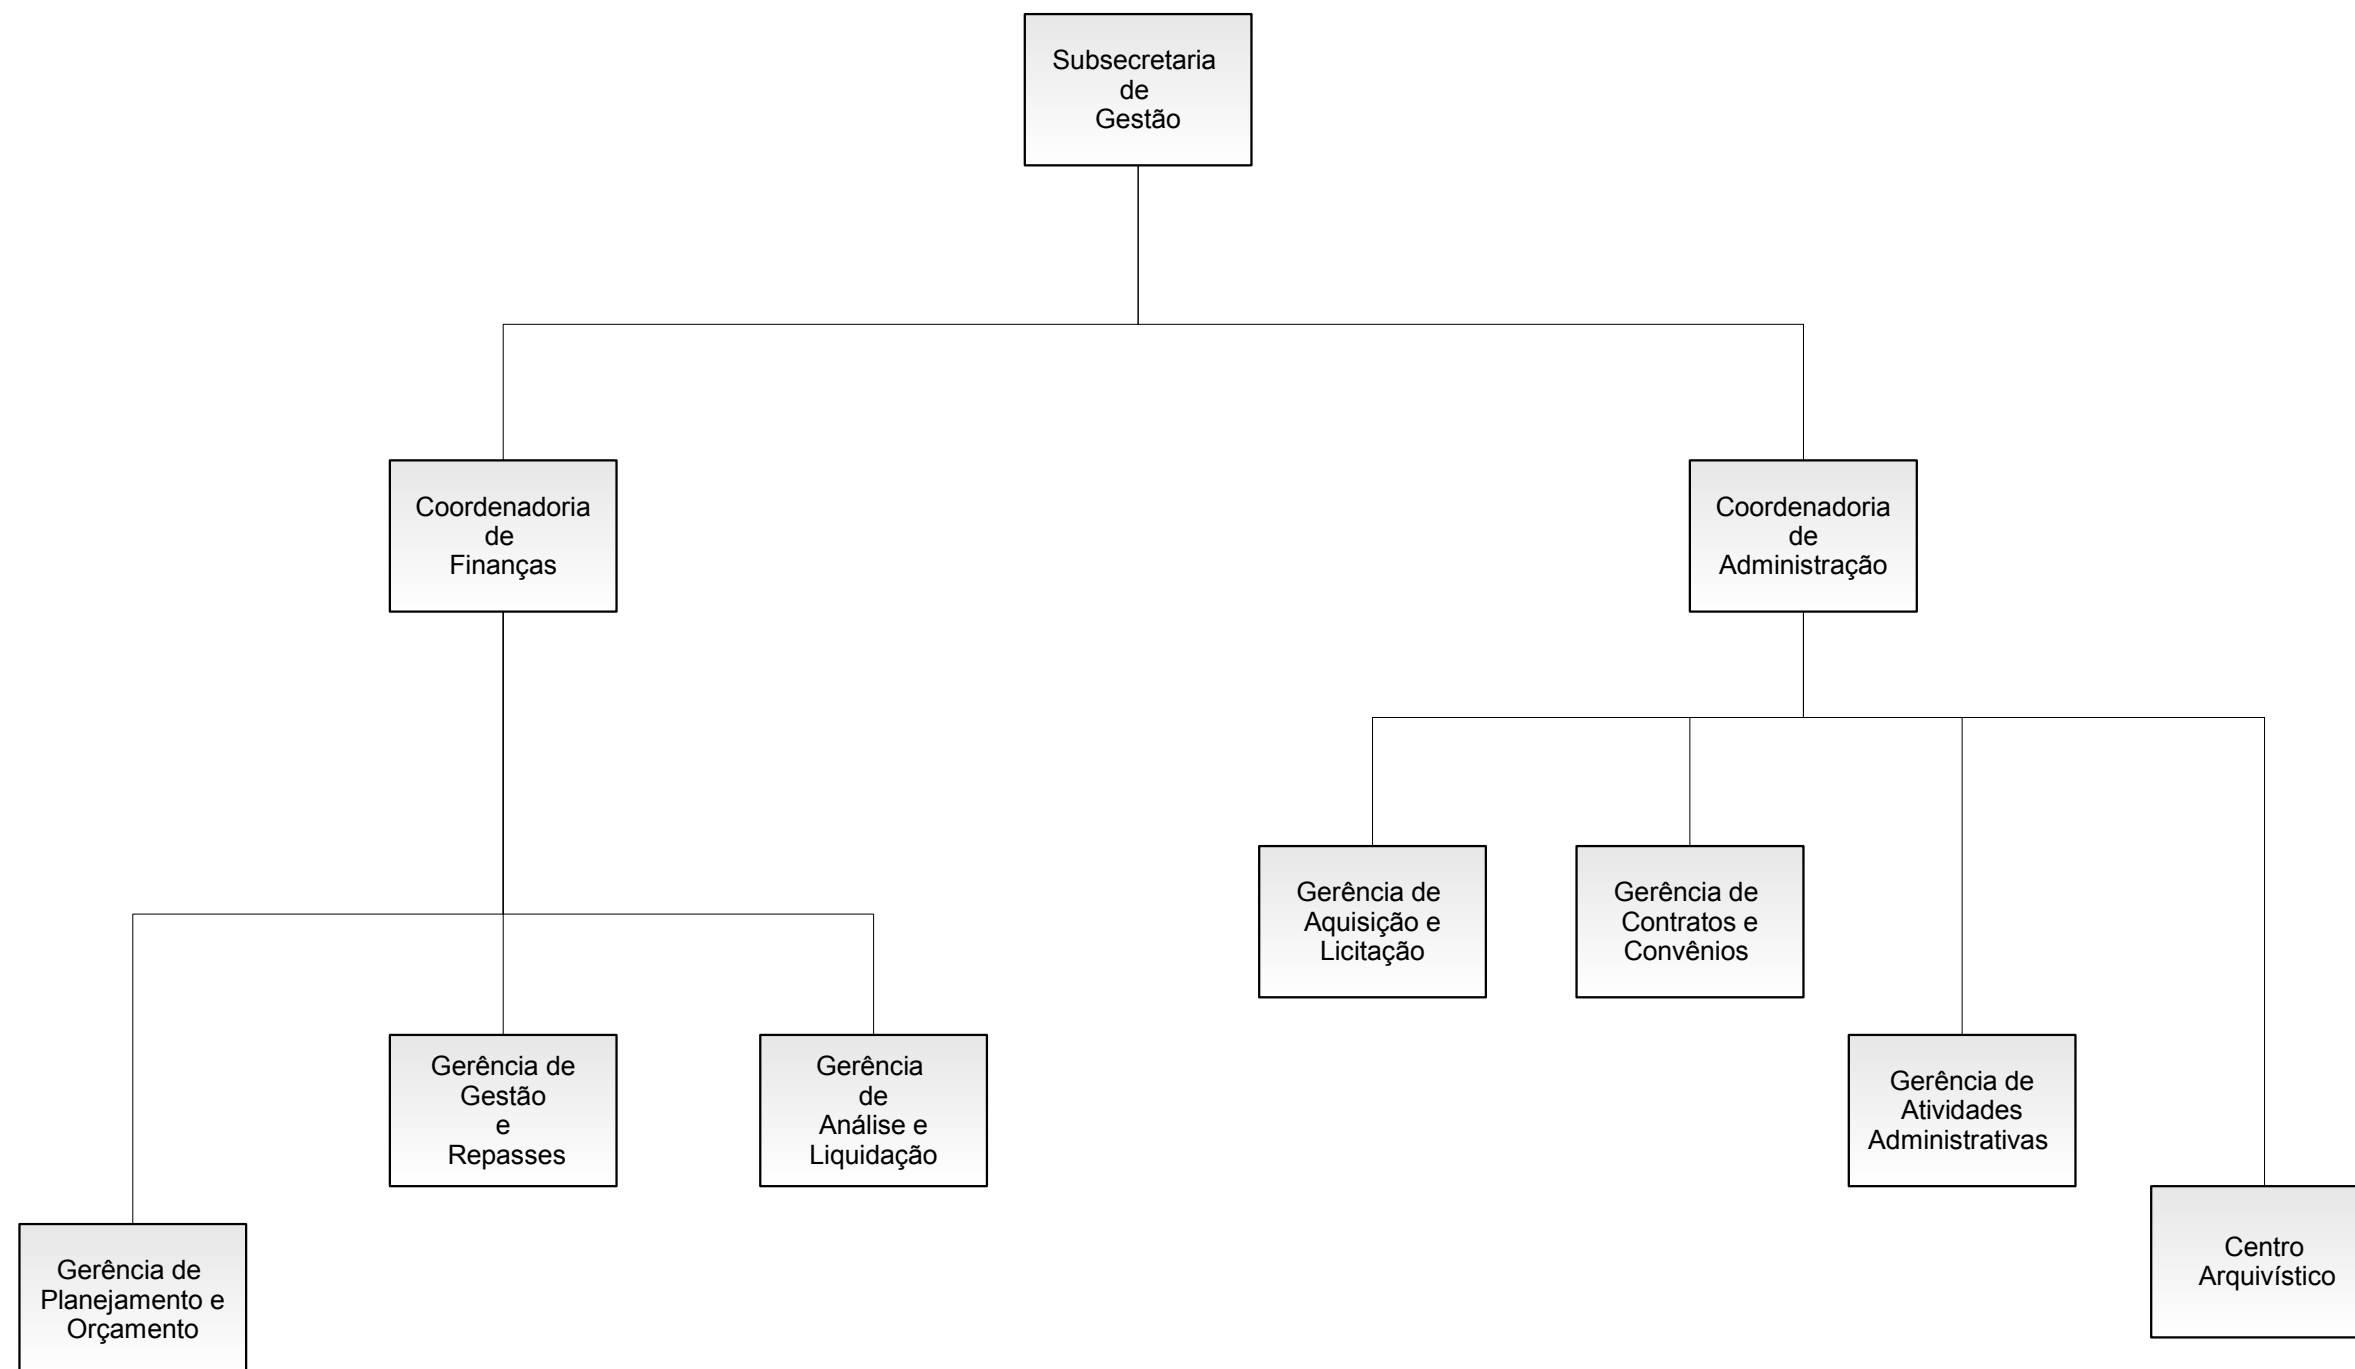 Subsecretaria
de
Gestão
Coordenadoria
de
Finanças
Coordenadoria
de
Administração
Gerência de
Aquisição e
Licitação
Gerência de
Contratos e
Convênios
Gerência de
Gestão
e
Repasses
Gerência
de
Análise e
Liquidação
Gerência de
Atividades
Administrativas
Gerência de
Planejamento e
Orçamento
Centro
Arquivístico